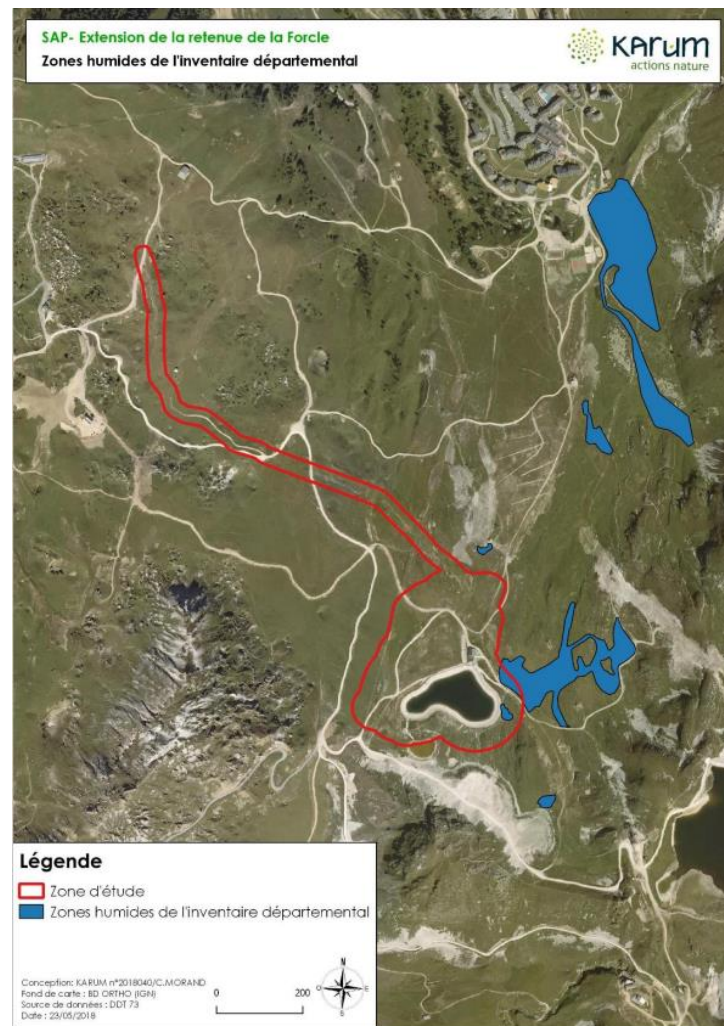 SAP- Extension de la retenue de la Forcle
Zones humides de l'inventaire départemental
KARUM
actions nature
Légende
Zone d'étude
Zones humides de l'inventaire départemental
Conception: KARUM n°2018040/C.MORAND
Fond de carte : BD ORTHO (IGN)
Source de données : DDT 73
Date : 23/05/2018
0 200
N
O E
S